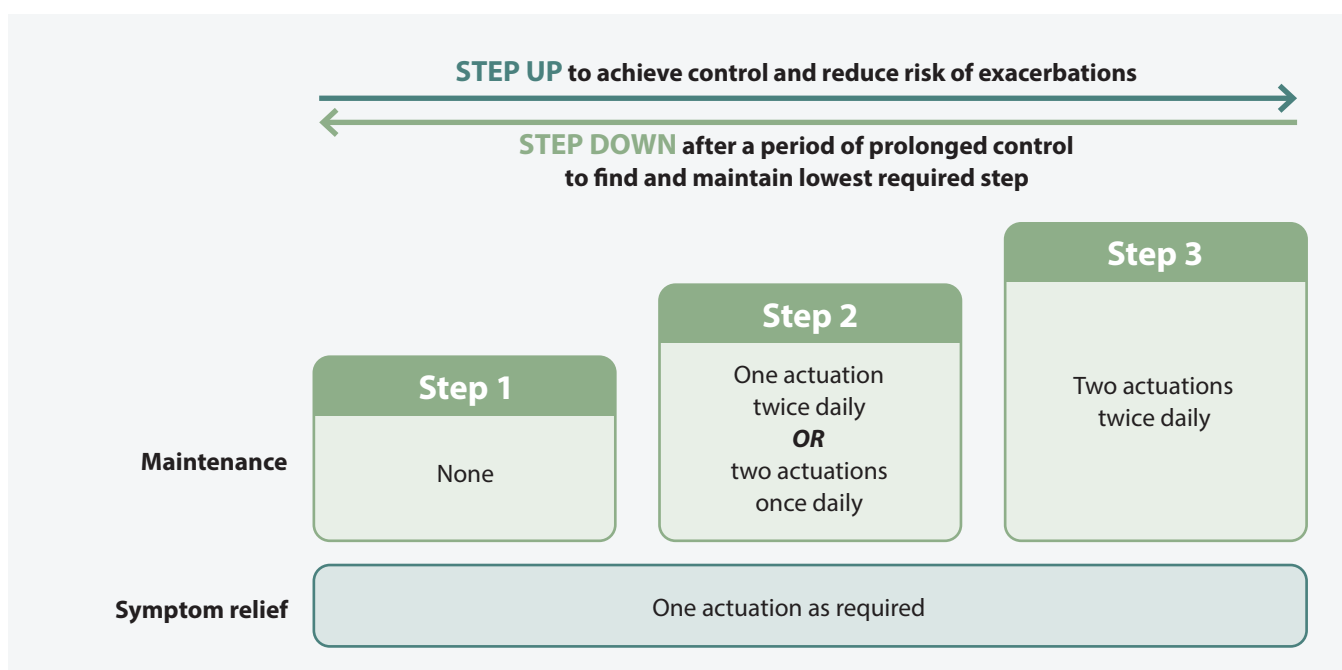 STEP UP to achieve control and reduce risk of exacerbations
STEP DOWN after a period of prolonged control
to find and maintain lowest required step
Step 1
Step 2
Step 3
Maintenance
None
One actuation
twice daily
OR
two actuations
once daily
Two actuations
twice daily
Symptom relief
One actuation as required